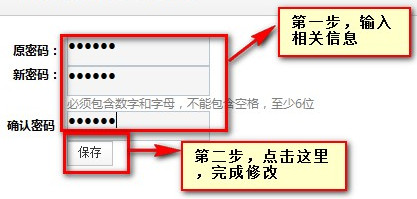 原密码：
●●●●●●
第一步，输入
相关信息
新密码：
●●●●●●
必须包含数字和字母，不能包含空格，至少6位
确认密码
●●●●●●
保存
第二步，点击这里
，完成修改